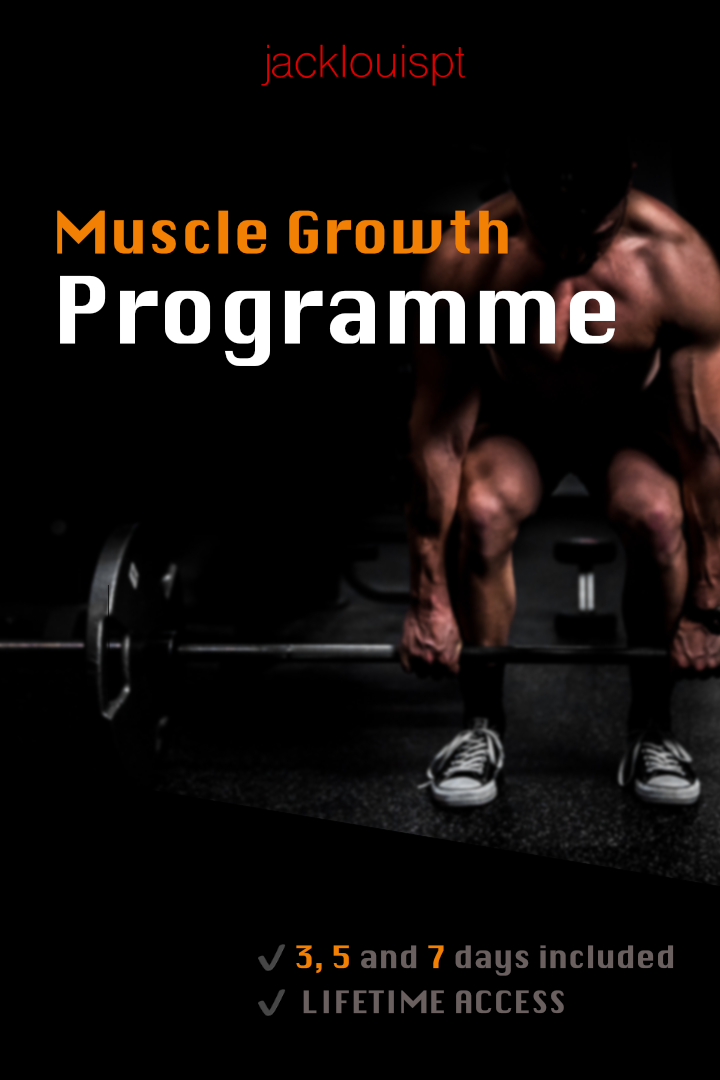 jacklouispt
Muscle Growth
Programme
✓ 3, 5 and 7 days included
✓ LIFETIME ACCESS